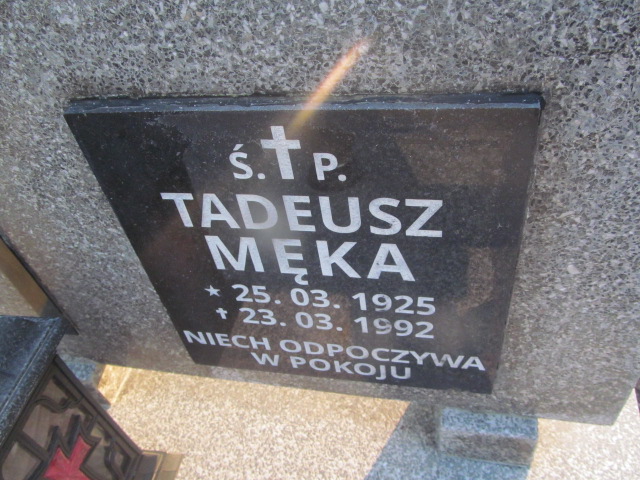 Ś. P.
TADEUSZ
MĘKA
* 25. 03. 1925
✝ 23. 03. 1992
NIECH ODPOCZYWA
W POKOJU